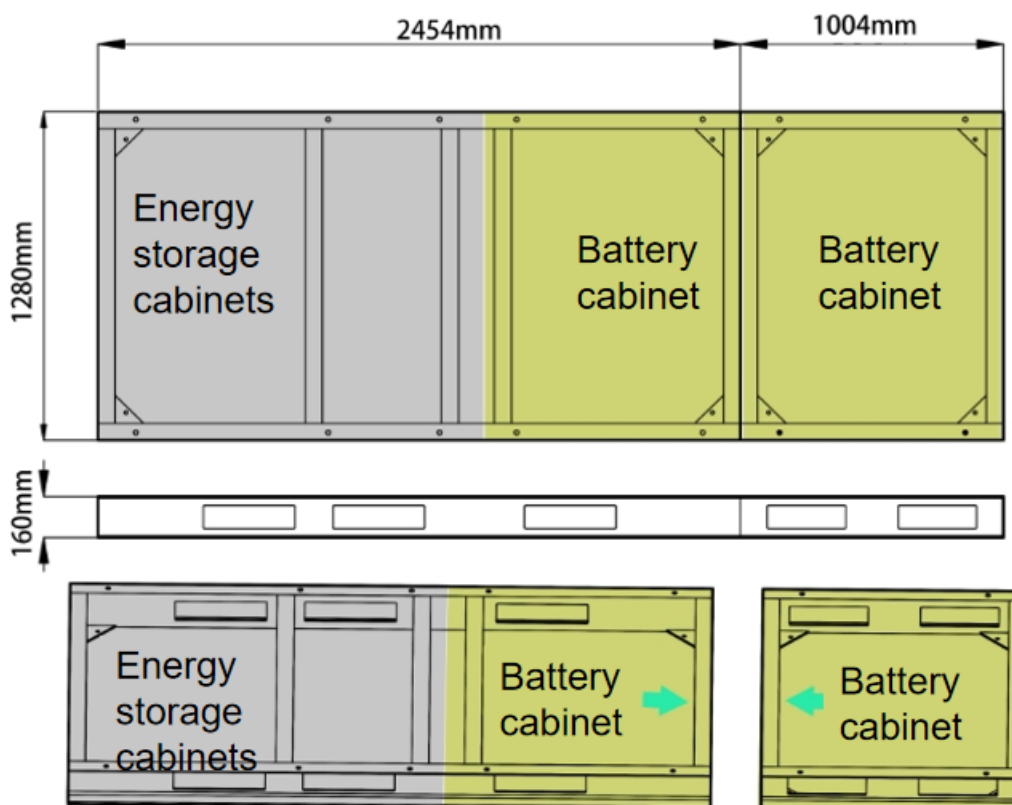 2454mm
1004mm
1280mm
Energy
storage
cabinets
Battery
cabinet
Battery
cabinet
160mm
Energy
storage
cabinets
Battery
cabinet
Battery
cabinet